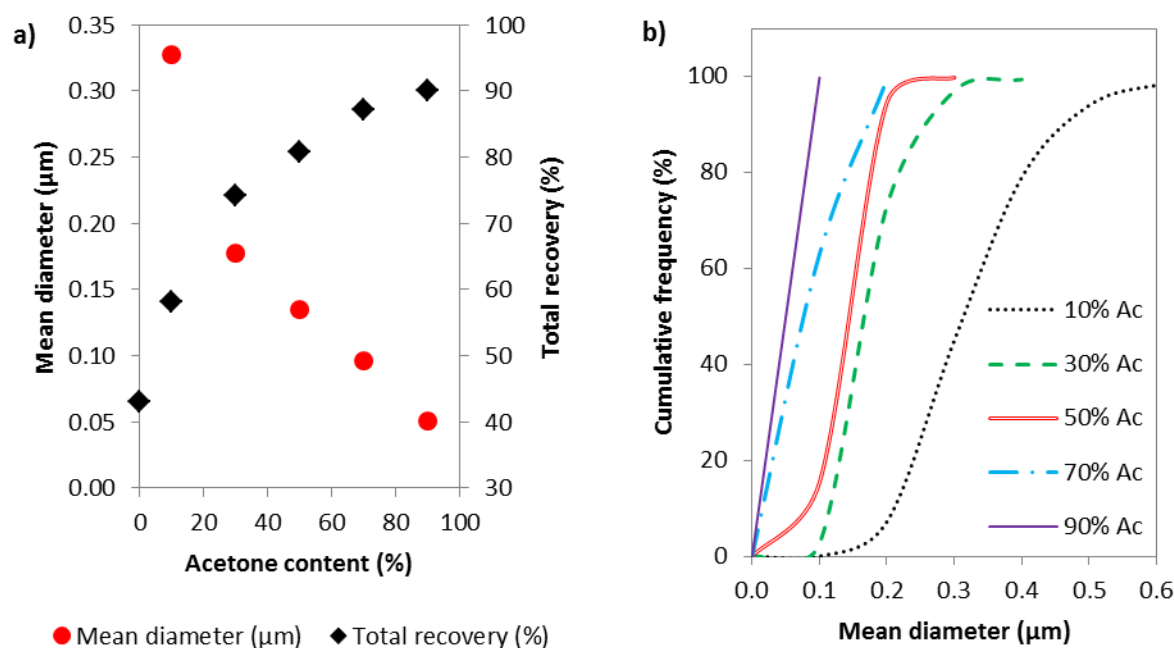 a)
Mean diameter (µm)
0.35
0.30
0.25
0.20
0.15
0.10
0.05
0.00
100
90
80
70
60
50
40
30
Total recovery (%)
0 20 40 60 80 100
Acetone content (%)
Mean diameter (µm) Total recovery (%)
b)
Cumulative frequency (%)
100
80
60
40
20
0
10% Ac
30% Ac
50% Ac
70% Ac
90% Ac
0.0 0.1 0.2 0.3 0.4 0.5 0.6
Mean diameter (µm)